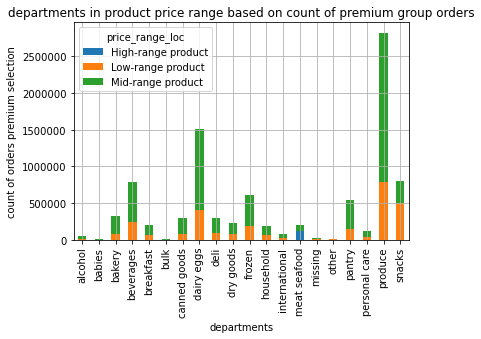 departments in product price range based on count of premium group orders
price_range_loc
High-range product
Low-range product
Mid-range product
count of orders premium selection
2500000
2000000
1500000
1000000
500000
0
alcohol
babies
bakery
beverages
breakfast
bulk
canned goods
dairy eggs
deli
dry goods
frozen
household
international
meat seafood
missing
other
pantry
personal care
produce
snacks
departments